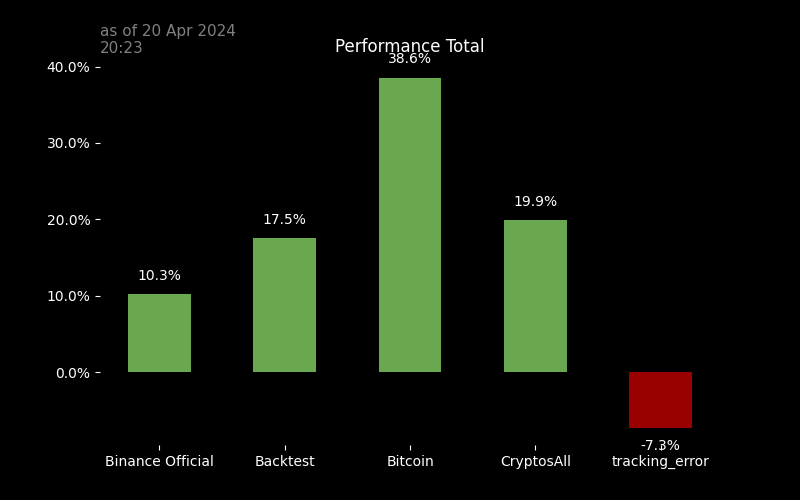 as of 20 Apr 2024
20:23
Performance Total
40.0%
30.0%
20.0%
10.0%
0.0%
10.3%
17.5%
38.6%
19.9%
-7.3%
Binance Official
Backtest
Bitcoin
CryptosAll
tracking_error